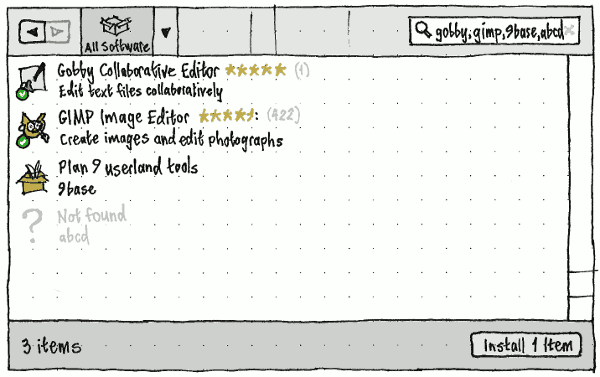 All Software
gobby,gimp,9base,abcd
Gobby Collaborative Editor (1)
Edit text files collaboratively
GIMP Image Editor : (422)
Create images and edit photographs
Plan 9 userland tools
9base
? Not found
abcd
3 items
Install 1 Item